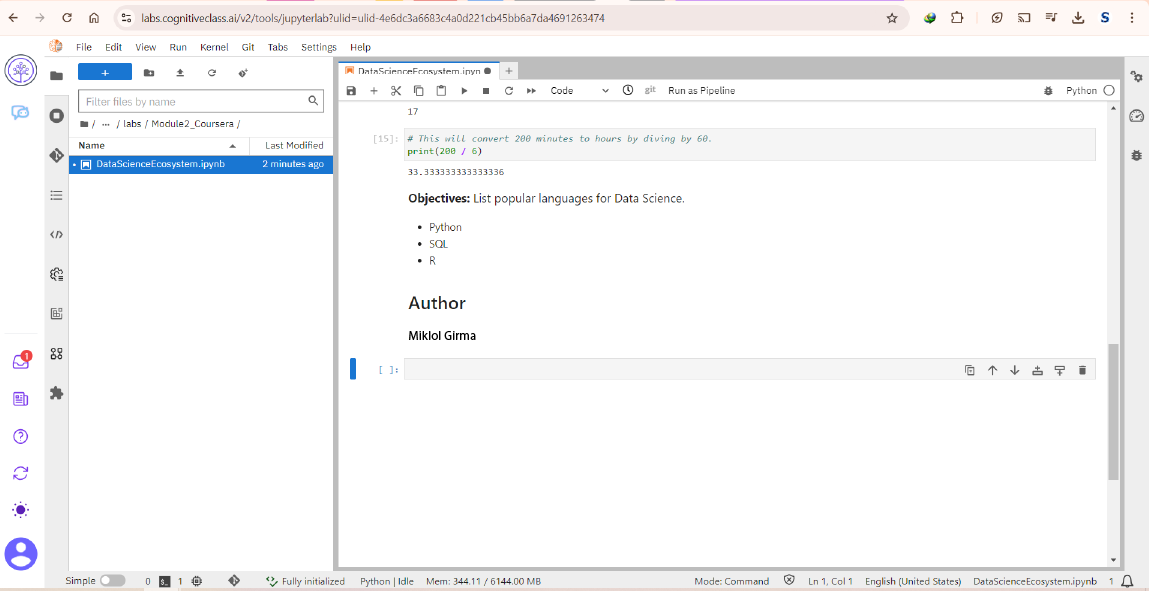 labs.cognitiveclass.ai/v2/tools/jupyterlab?ulid=ulid-4e6dc3a6683c4a0d221cb45bb6a7da4691263474
S
File Edit View Run Kernel Git Tabs Settings Help
+
Filter files by name
/ ··· / labs / Module2_Coursera /
Name Last Modified
DataScienceEcosystem.ipynb 2 minutes ago
DataScienceEcosystem.ipyn
Code git Run as Pipeline Python
17
[15]: # This will convert 200 minutes to hours by diving by 60.
print(200 / 6)
33.333333333333336
Objectives: List popular languages for Data Science.
• Python
• SQL
• R
Author
Miklol Girma
[ ]:
1
Simple 0 1 Fully initialized Python | Idle Mem: 344.11 / 6144.00 MB Mode: Command Ln 1, Col 1 English (United States) DataScienceEcosystem.ipynb 1